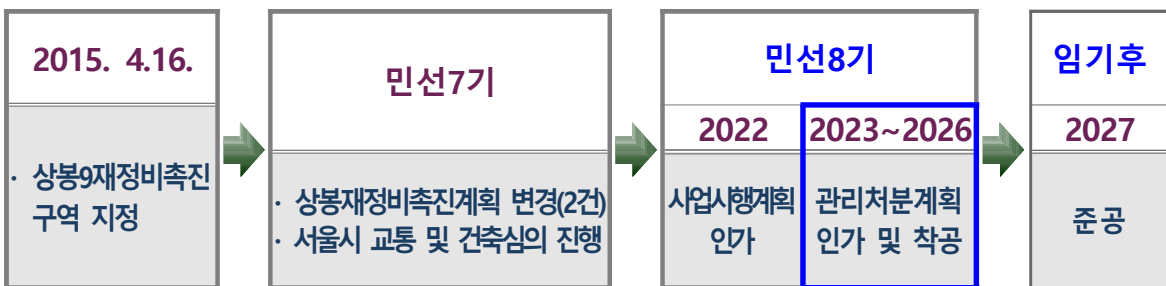 2015. 4.16.
· 상봉9재정비촉진
구역 지정
민선7기
· 상봉재정비촉진계획 변경(2건)
· 서울시 교통 및 건축심의 진행
민선8기
2022
사업시행계획
인가
2023~2026
관리처분계획
인가 및 착공
임기후
2027
준공